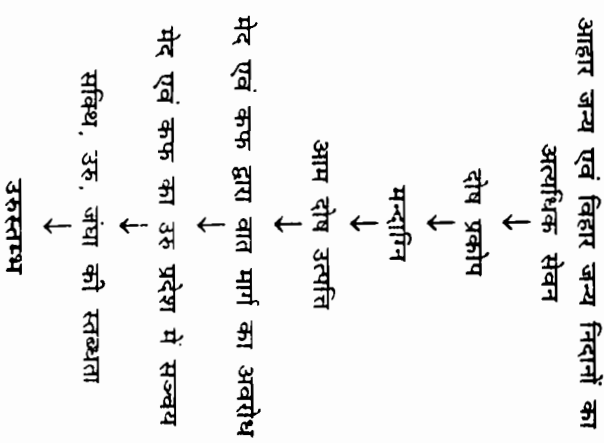 आहार जन्य एवं विहार जन्य निदानों का
अत्यधिक सेवन
↓
दोष प्रकोप
↓
मन्दाग्नि
↓
आम दोष उत्पत्ति
↓
मेद एवं कफ द्वारा वात मार्ग का अवरोध
↓
मेद एवं कफ का उरु प्रदेश में सञ्चय
↓
सक्थि, उरु, जंघा की स्तब्धता
↓
उरुस्तम्भ